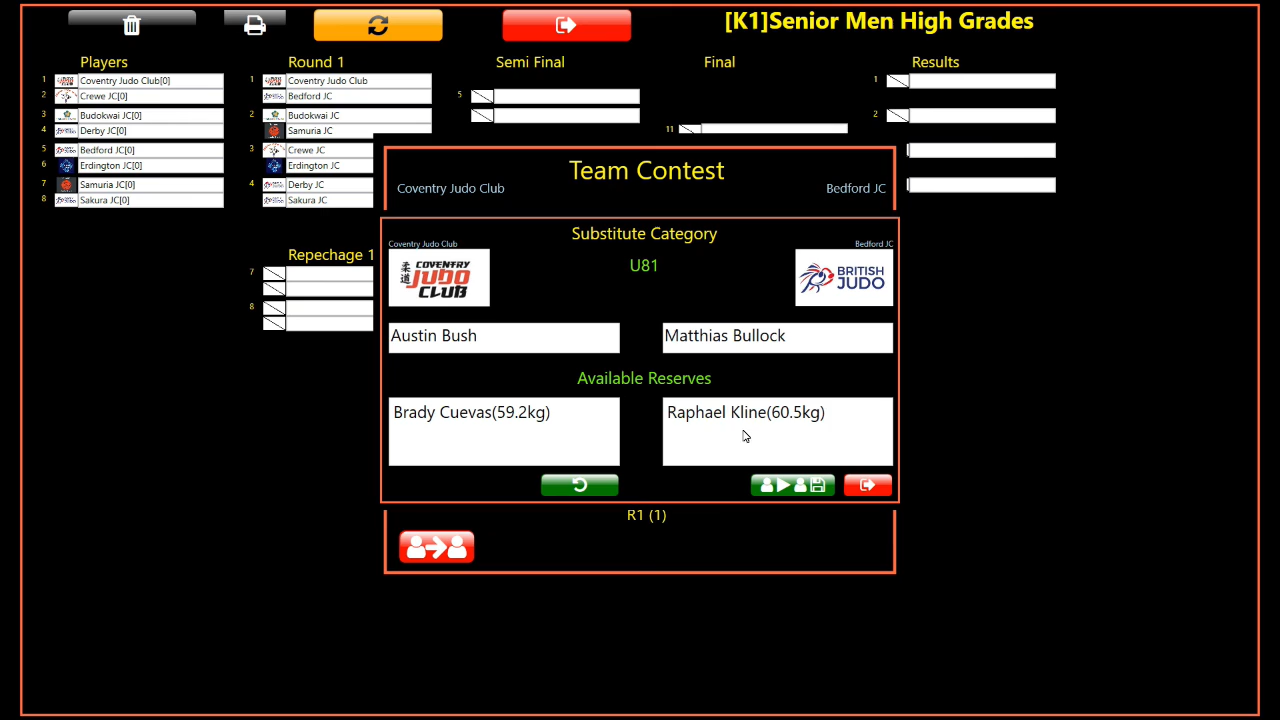 [K1]Senior Men High Grades
Players
Round 1
Semi Final
Final
Results
1 Coventry Judo Club[0]
2 Crewe JC[0]
3 Budokwai JC[0]
4 Derby JC[0]
5 Bedford JC[0]
6 Erdington JC[0]
7 Samuria JC[0]
8 Sakura JC[0]
1 Coventry Judo Club
Bedford JC
2 Budokwai JC
Samuria JC
3 Crewe JC
Erdington JC
4 Derby JC
Sakura JC
5
11
1
2
Repechage 1
7
8
Team Contest
Coventry Judo Club
Bedford JC
Substitute Category
Coventry Judo Club
Bedford JC
U81
柔道
COVENTRY
JUDO
CLUB
BRITISH
JUDO
Austin Bush
Matthias Bullock
Available Reserves
Brady Cuevas(59.2kg)
Raphael Kline(60.5kg)
R1 (1)